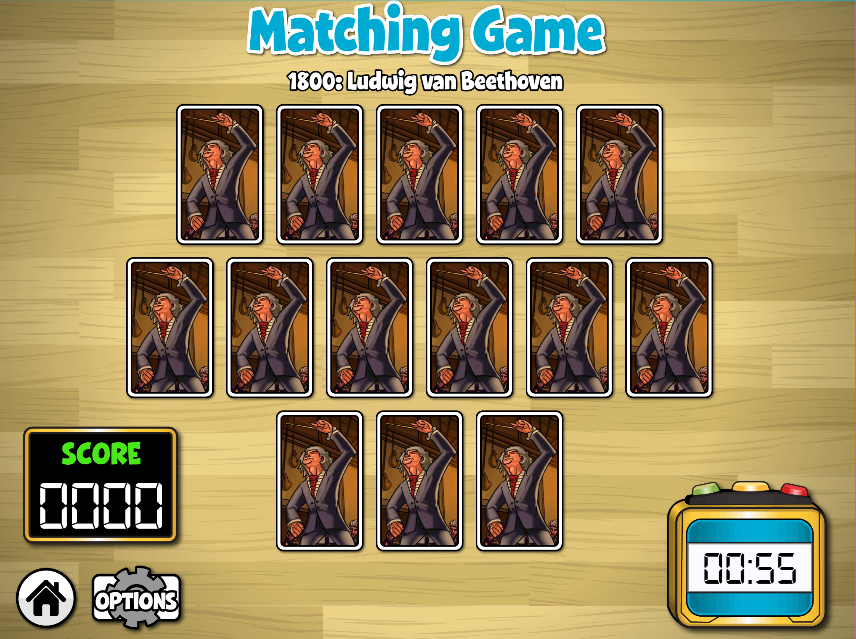 Matching Game
1800: Ludwig van Beethoven
SCORE
0000
00:55
OPTIONS